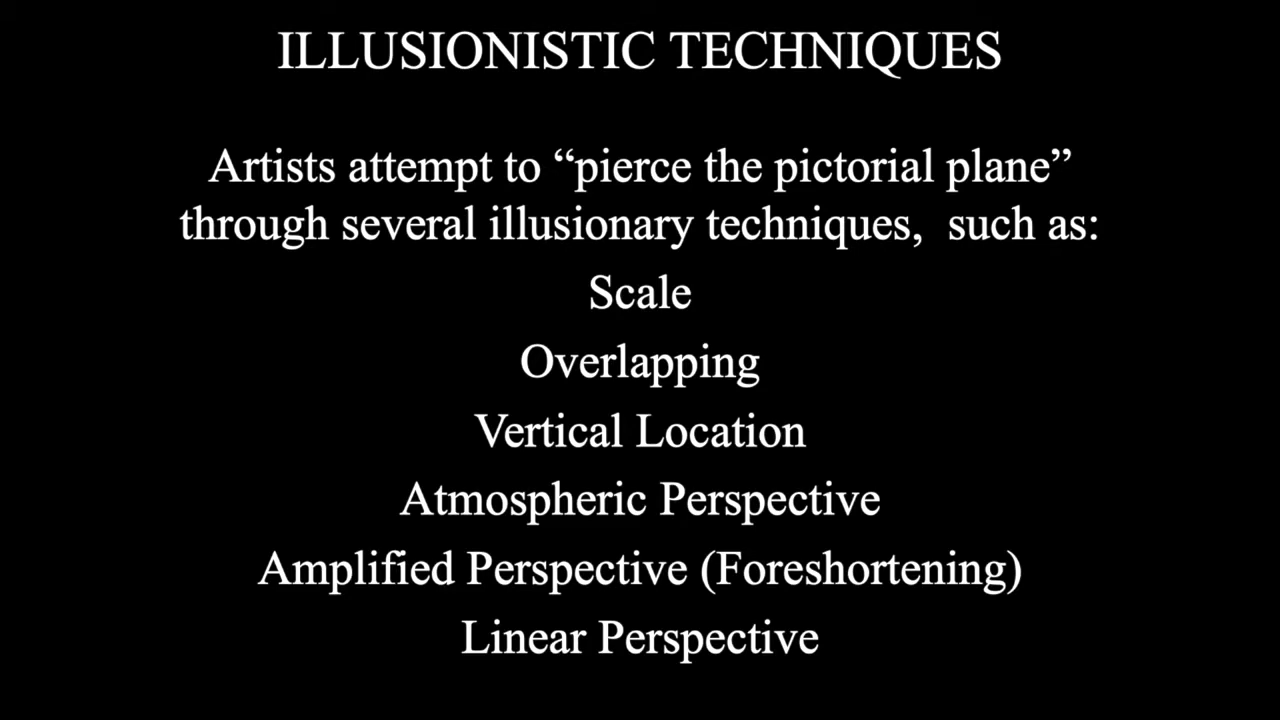 ILLUSIONISTIC TECHNIQUES
Artists attempt to “pierce the pictorial plane”
through several illusionary techniques,  such as:
Scale
Overlapping
Vertical Location
Atmospheric Perspective
Amplified Perspective (Foreshortening)
Linear Perspective